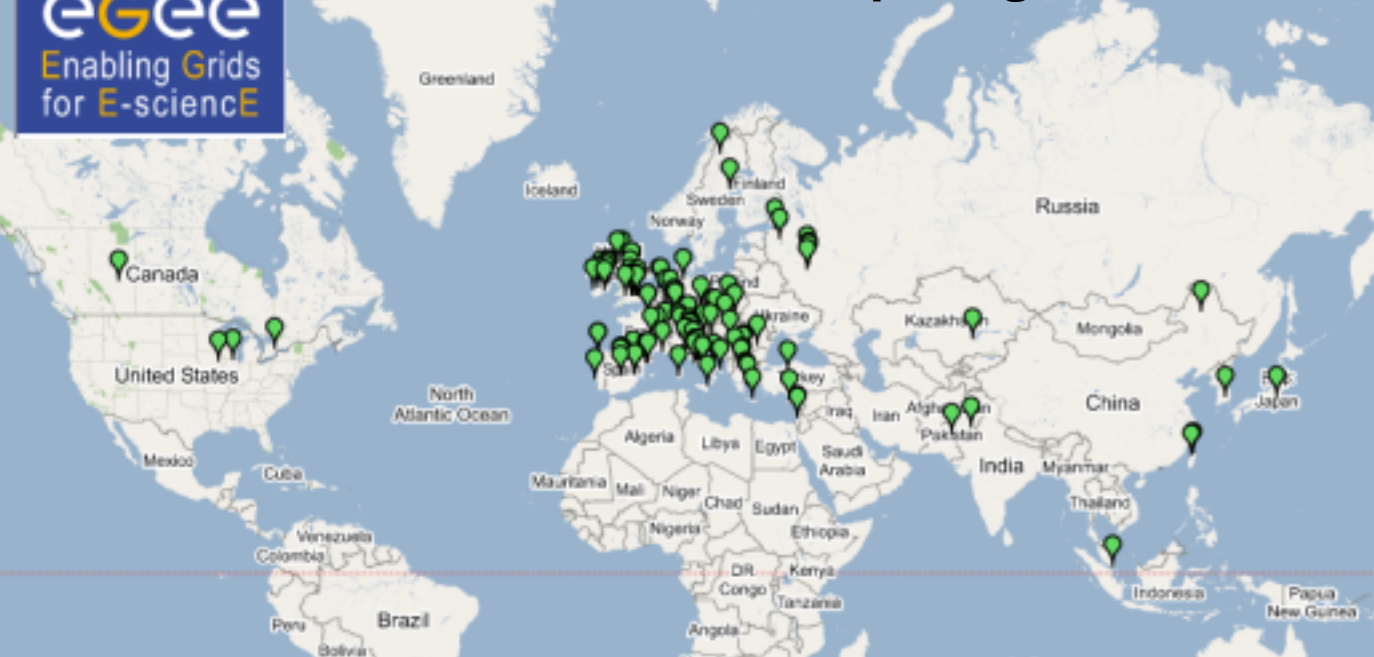 eGee
Enabling Grids
for E-sciencE
Greenland
Iceland
Finland
Sweden
Norway
Russia
Canada
Kazakh
Mongolia
United States
North
Atlantic Ocean
China
Japan
Iraq
Iran
Pakistan
Algeria
Libya
Egypt
Saudi
Arabia
India
Myanmar
Mexico
Cuba
Mauritania
Mali
Niger
Chad
Sudan
Thailand
Nigeria
Ethiopia
Venezuela
Colombia
DR
Congo
Kenya
Tanzania
Indonesia
Papua
New Guinea
Peru
Brazil
Angola
Bolivia